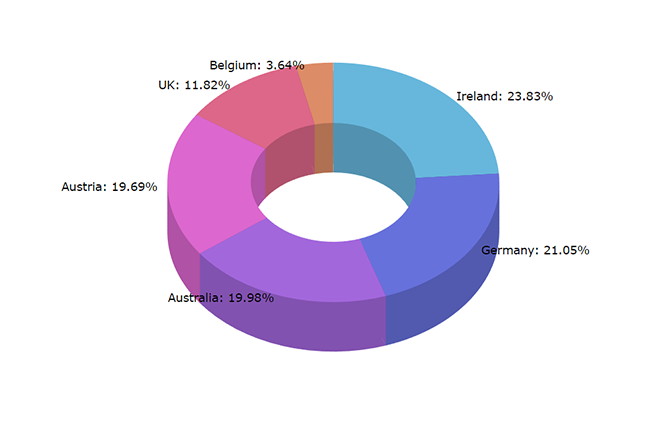 Belgium: 3.64%
UK: 11.82%
Ireland: 23.83%
Austria: 19.69%
Germany: 21.05%
Australia: 19.98%